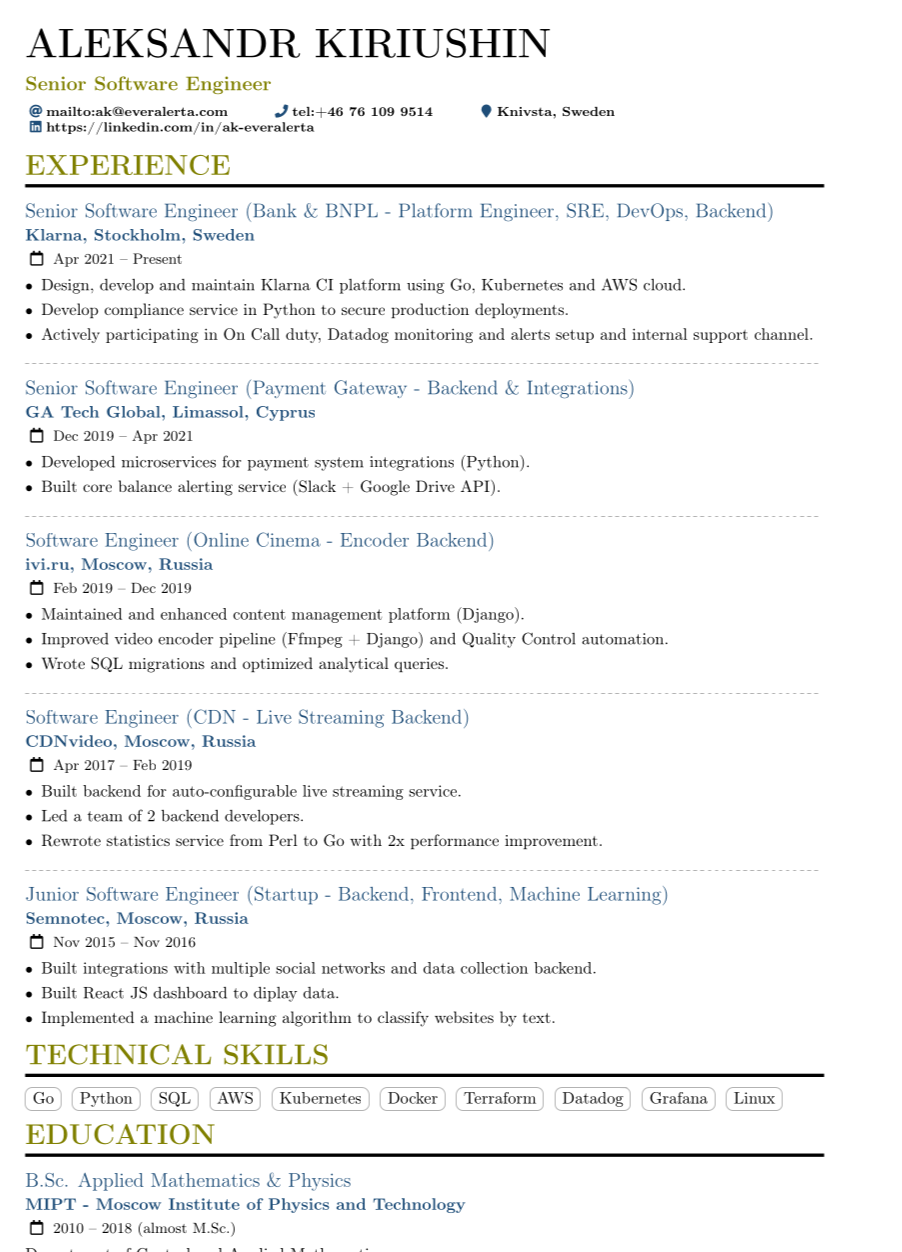 ALEKSANDR KIRIUSHIN
Senior Software Engineer
mailto:ak@everalerta.com tel:+46 76 109 9514 Knivsta, Sweden
https://linkedin.com/in/ak-everalerta
EXPERIENCE
Senior Software Engineer (Bank & BNPL - Platform Engineer, SRE, DevOps, Backend)
Klarna, Stockholm, Sweden
Apr 2021 – Present
• Design, develop and maintain Klarna CI platform using Go, Kubernetes and AWS cloud.
• Develop compliance service in Python to secure production deployments.
• Actively participating in On Call duty, Datadog monitoring and alerts setup and internal support channel.
Senior Software Engineer (Payment Gateway - Backend & Integrations)
GA Tech Global, Limassol, Cyprus
Dec 2019 – Apr 2021
• Developed microservices for payment system integrations (Python).
• Built core balance alerting service (Slack + Google Drive API).
Software Engineer (Online Cinema - Encoder Backend)
ivi.ru, Moscow, Russia
Feb 2019 – Dec 2019
• Maintained and enhanced content management platform (Django).
• Improved video encoder pipeline (Ffmpeg + Django) and Quality Control automation.
• Wrote SQL migrations and optimized analytical queries.
Software Engineer (CDN - Live Streaming Backend)
CDNvideo, Moscow, Russia
Apr 2017 – Feb 2019
• Built backend for auto-configurable live streaming service.
• Led a team of 2 backend developers.
• Rewrote statistics service from Perl to Go with 2x performance improvement.
Junior Software Engineer (Startup - Backend, Frontend, Machine Learning)
Semnotec, Moscow, Russia
Nov 2015 – Nov 2016
• Built integrations with multiple social networks and data collection backend.
• Built React JS dashboard to diplay data.
• Implemented a machine learning algorithm to classify websites by text.
TECHNICAL SKILLS
Go Python SQL AWS Kubernetes Docker Terraform Datadog Grafana Linux
EDUCATION
B.Sc. Applied Mathematics & Physics
MIPT - Moscow Institute of Physics and Technology
2010 – 2018 (almost M.Sc.)